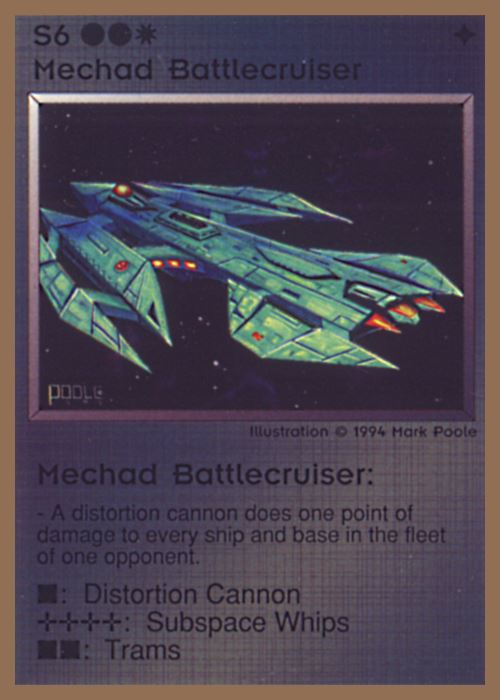 S6
Mechad Battlecruiser
POOLE
Illustration © 1994 Mark Poole
Mechad Battlecruiser:
- A distortion cannon does one point of
damage to every ship and base in the fleet
of one opponent.
■: Distortion Cannon
✛✛✛✛: Subspace Whips
■■: Trams